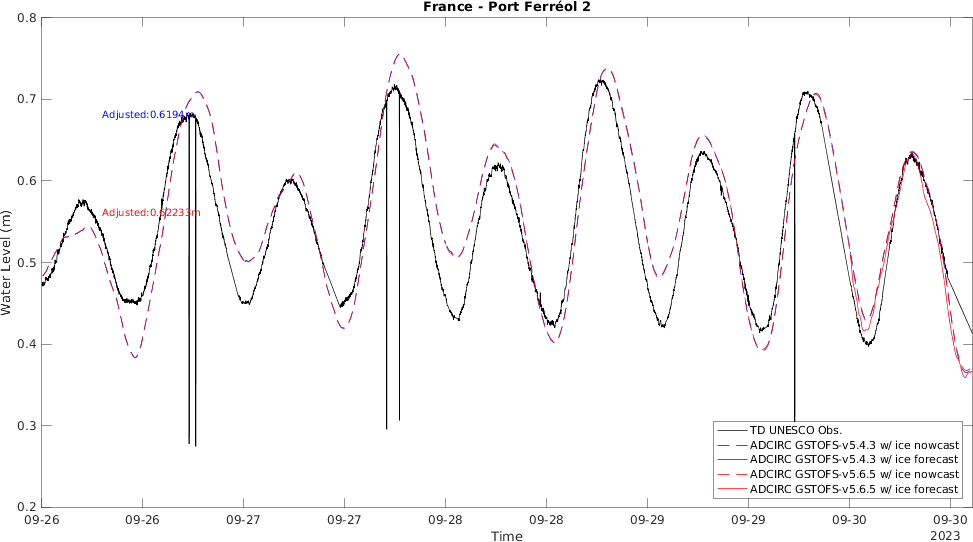 France - Port Ferréol 2
0.8
0.7
0.6
0.5
0.4
0.3
0.2
Water Level (m)
Adjusted:0.6194m
Adjusted:0.62233m
TD UNESCO Obs.
ADCIRC GSTOFS-v5.4.3 w/ ice nowcast
ADCIRC GSTOFS-v5.4.3 w/ ice forecast
ADCIRC GSTOFS-v5.6.5 w/ ice nowcast
ADCIRC GSTOFS-v5.6.5 w/ ice forecast
09-26 09-26 09-27 09-27 09-28 09-28 09-29 09-29 09-30 09-30
2023
Time